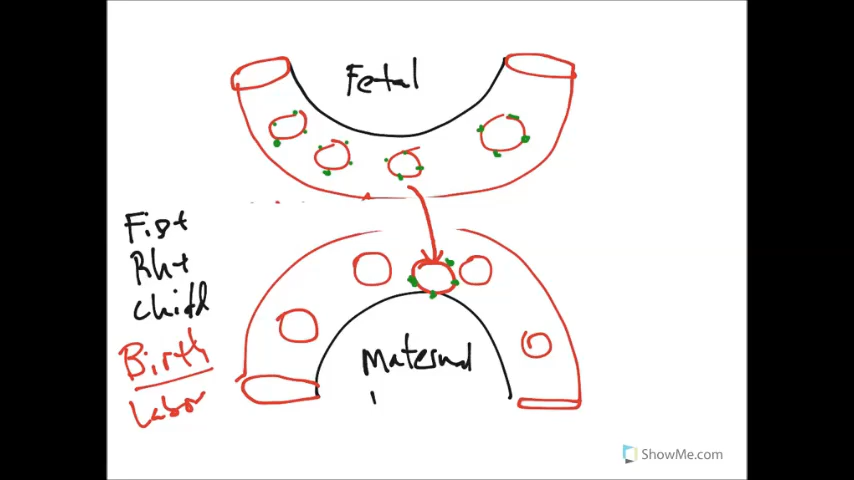 Fetal
First
Rh+
child
Birth
Labor
Maternal
ShowMe.com